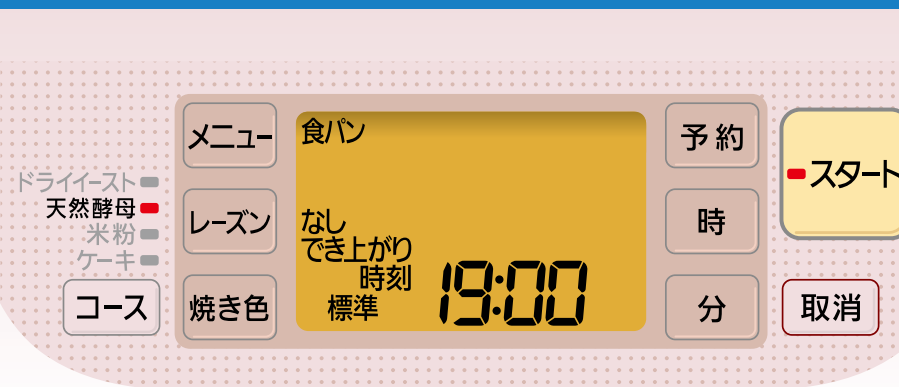 ドライイースト
天然酵母
米粉
ケーキ
コース
メニュー
レーズン
焼き色
食パン
なし
でき上がり
時刻
標準
19:00
予約
時
分
スタート
取消